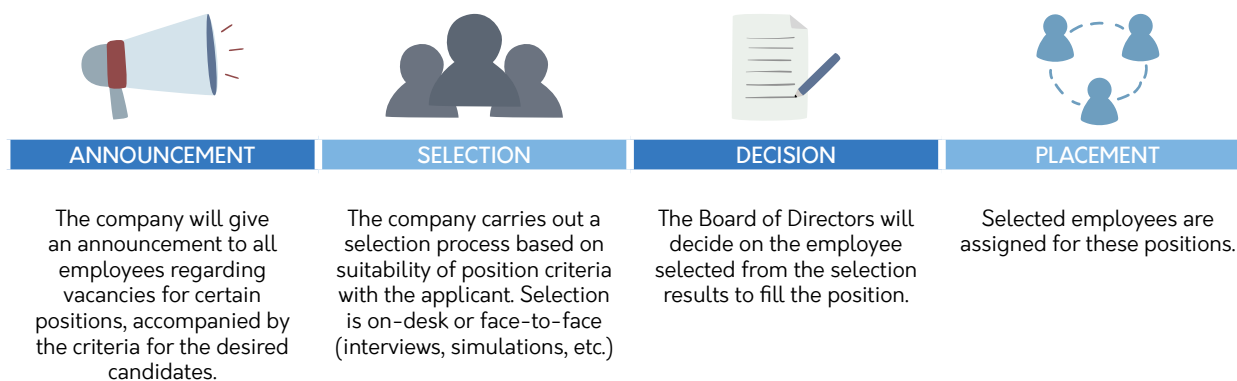 ANNOUNCEMENT
The company will give
an announcement to all
employees regarding
vacancies for certain
positions, accompanied by
the criteria for the desired
candidates.
SELECTION
The company carries out a
selection process based on
suitability of position criteria
with the applicant. Selection
is on-desk or face-to-face
(interviews, simulations, etc.)
DECISION
The Board of Directors will
decide on the employee
selected from the selection
results to fill the position.
PLACEMENT
Selected employees are
assigned for these positions.